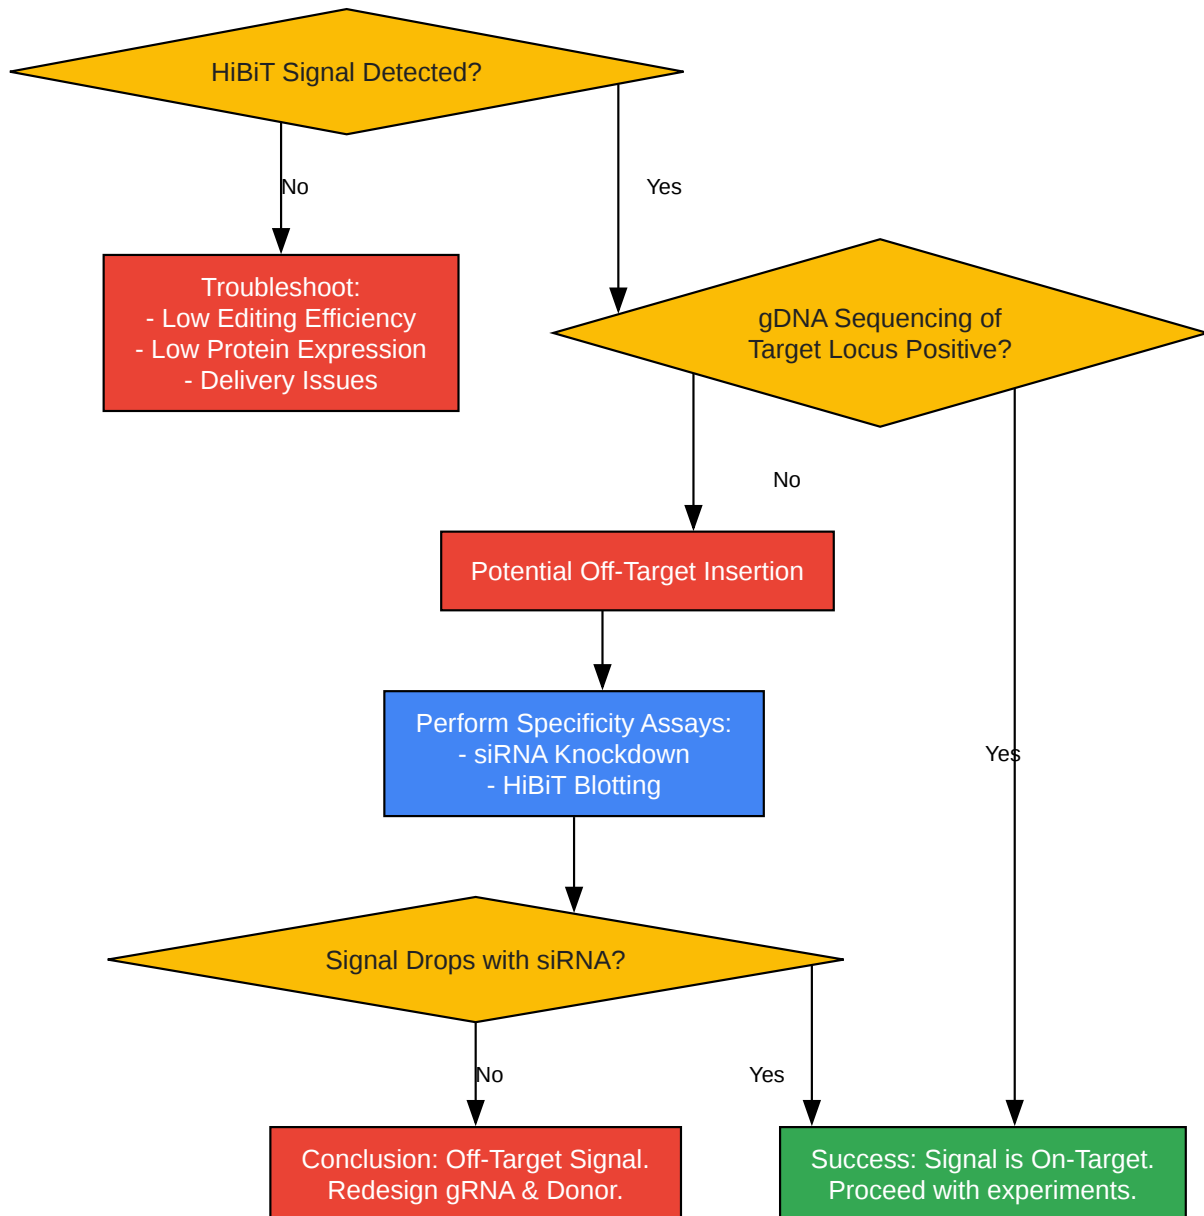 HiBiT Signal Detected?
No
Yes
Troubleshoot:
- Low Editing Efficiency
- Low Protein Expression
- Delivery Issues
gDNA Sequencing of
Target Locus Positive?
No
Potential Off-Target Insertion
Perform Specificity Assays:
- siRNA Knockdown
- HiBiT Blotting
Yes
Signal Drops with siRNA?
No
Yes
Conclusion: Off-Target Signal.
Redesign gRNA & Donor.
Success: Signal is On-Target.
Proceed with experiments.